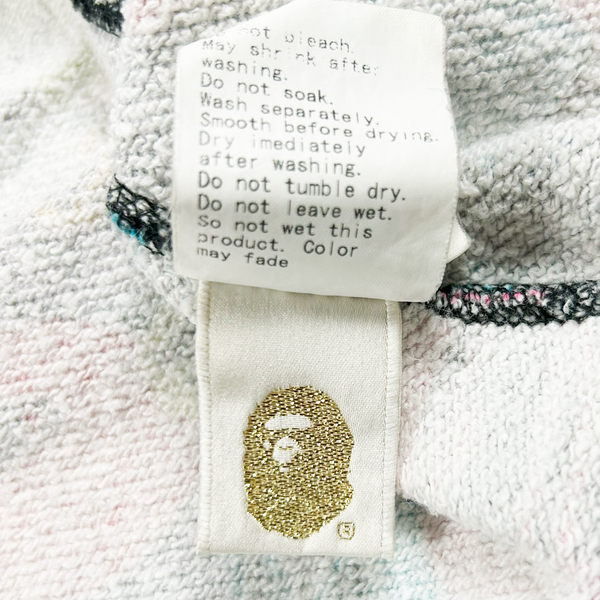 not bleach.
May shrink after
washing.
Do not soak.
Wash separately.
Smooth before drying.
Dry imediately
after washing.
Do not tumble dry.
Do not leave wet.
So not wet this
product. Color
may fade
®